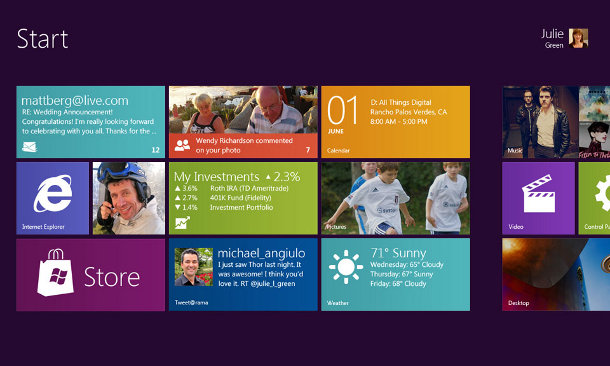 Start
Julie
Green
mattberg@live.com
RE: Wedding Announcement!
Congratulations! I'm really looking forward
to celebrating with you all. Thanks for the ...
12
Wendy Richardson commented
on your photo
7
01
JUNE
D: All Things Digital
Rancho Palos Verdes, CA
8:00 AM - 5:00 PM
Calendar
Music
Internet Explorer
My Investments ▲ 2.3%
▲ 3.6% Roth IRA (TD Ameritrade)
▲ 2.7% 401K Fund (Fidelity)
▲ 1.4% Investment Portfolio
Pictures
Video
Control Pa
Store
michael_angiulo
I just saw Thor last night. It
was awesome! I think you'd
love it. RT @julie_l_green
Tweet@rama
71° Sunny
Wednesday: 65° Cloudy
Thursday: 67° Sunny
Friday: 68° Cloudy
Weather
Desktop